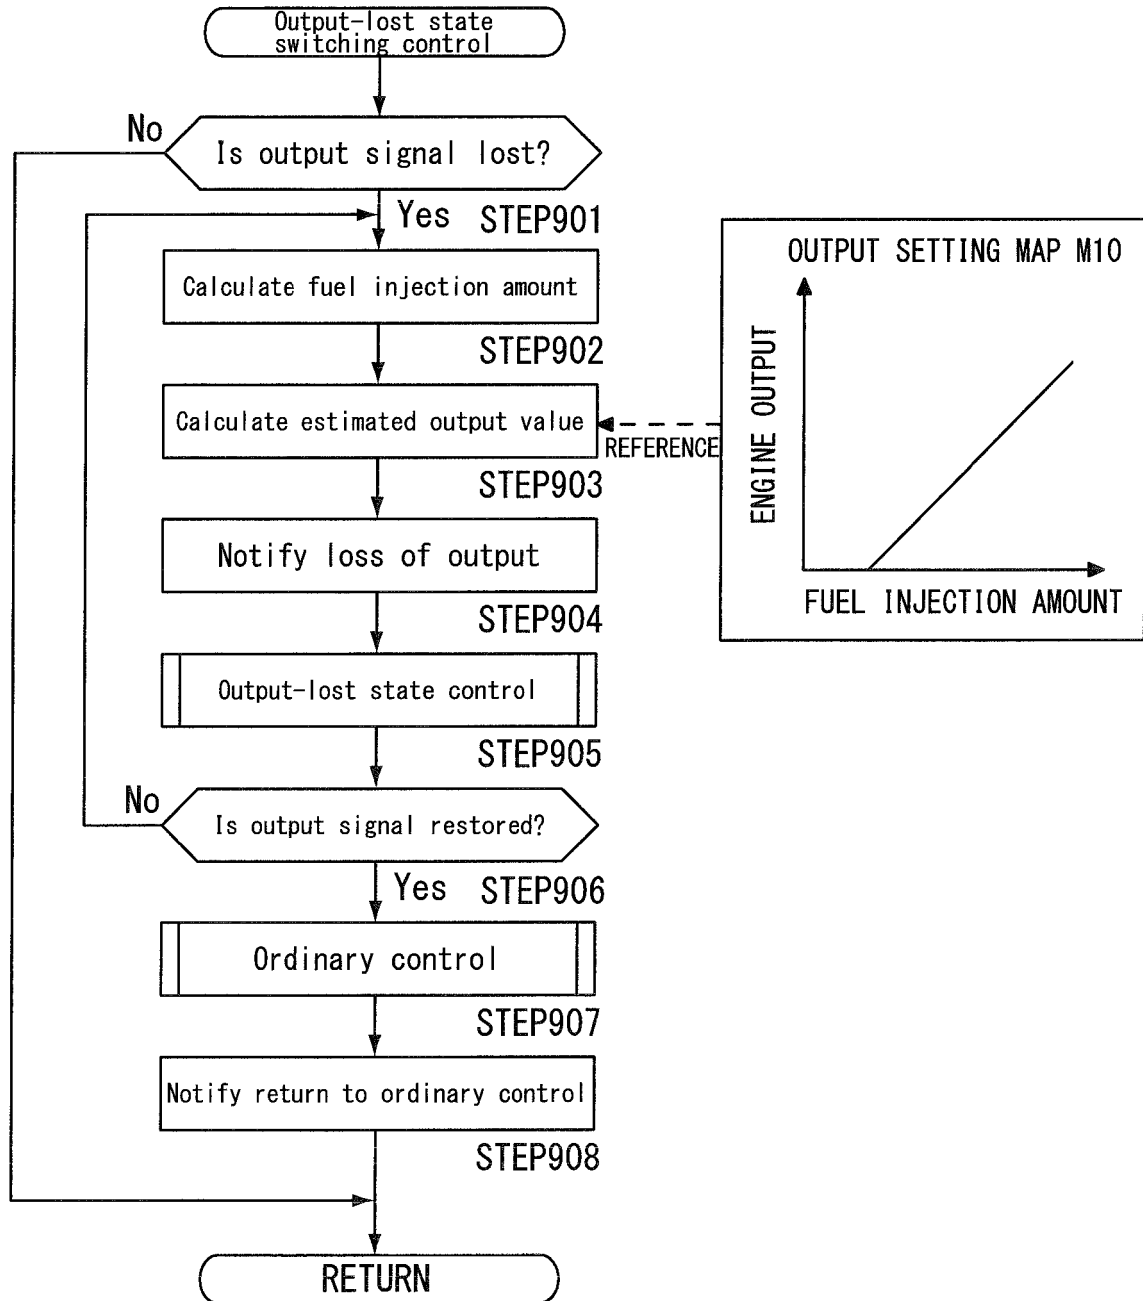 Output-lost state
switching control
No
Is output signal lost?
Yes STEP901
Calculate fuel injection amount
STEP902
Calculate estimated output value
REFERENCE
STEP903
Notify loss of output
STEP904
Output-lost state control
STEP905
No
Is output signal restored?
Yes STEP906
Ordinary control
STEP907
Notify return to ordinary control
STEP908
RETURN
OUTPUT SETTING MAP M10
ENGINE OUTPUT
FUEL INJECTION AMOUNT